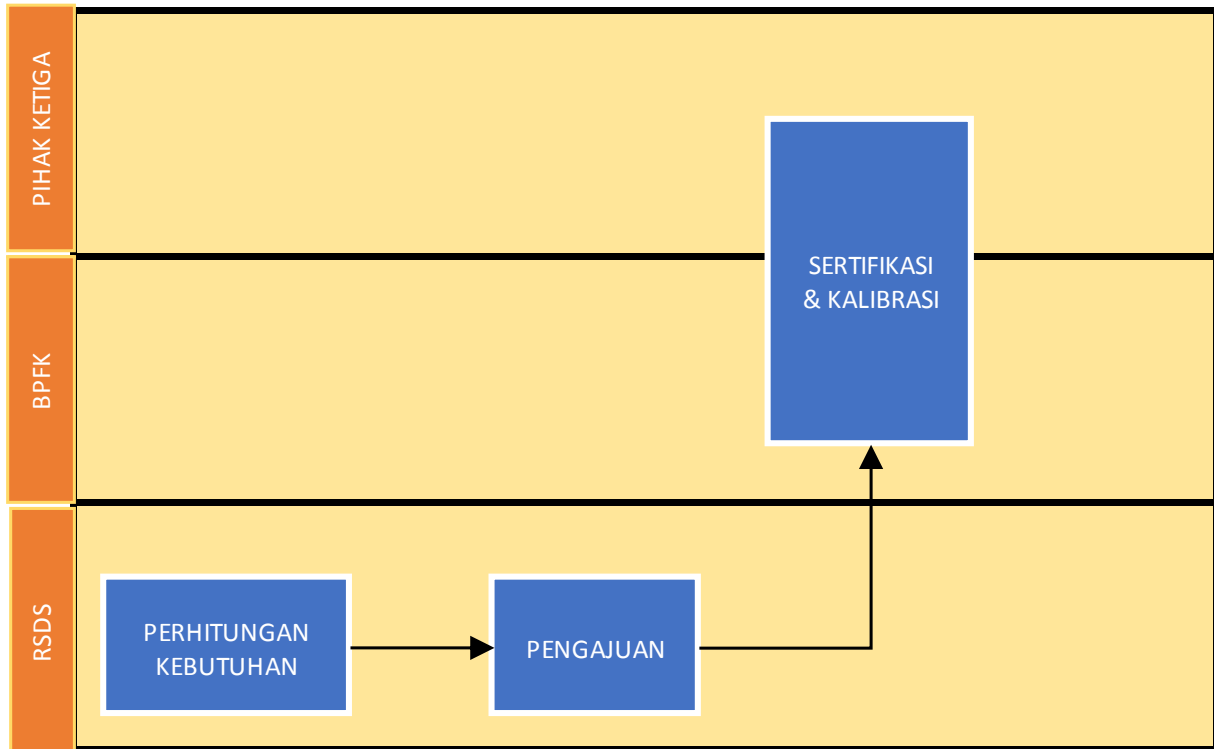 PIHAK KETIGA
SERTIFIKASI
& KALIBRASI
BPFK
RSDS
PERHITUNGAN
KEBUTUHAN
PENGAJUAN